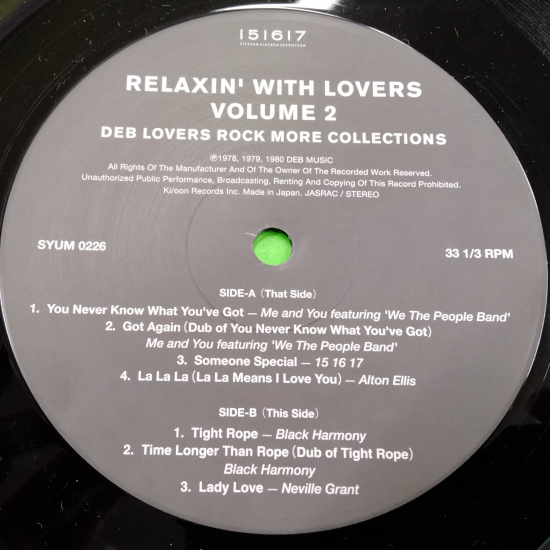 151617
FIFTEEN SIXTEEN SEVENTEEN
RELAXIN' WITH LOVERS
VOLUME 2
DEB LOVERS ROCK MORE COLLECTIONS
℗1978, 1979, 1980 DEB MUSIC
All Rights Of The Manufacturer And Of The Owner Of The Recorded Work Reserved.
Unauthorized Public Performance, Broadcasting, Renting And Copying Of This Record Prohibited.
Ki/oon Records Inc. Made in Japan. JASRAC / STEREO
SYUM 0226
33 1/3 RPM
SIDE-A (That Side)
1. You Never Know What You've Got — Me and You featuring 'We The People Band'
2. Got Again (Dub of You Never Know What You've Got)
Me and You featuring 'We The People Band'
3. Someone Special — 15 16 17
4. La La La (La La Means I Love You) — Alton Ellis
SIDE-B (This Side)
1. Tight Rope — Black Harmony
2. Time Longer Than Rope (Dub of Tight Rope)
Black Harmony
3. Lady Love — Neville Grant